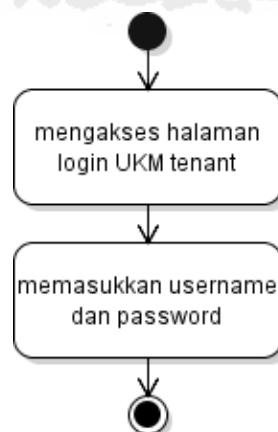 mengakses halaman
login UKM tenant
memasukkan username
dan password